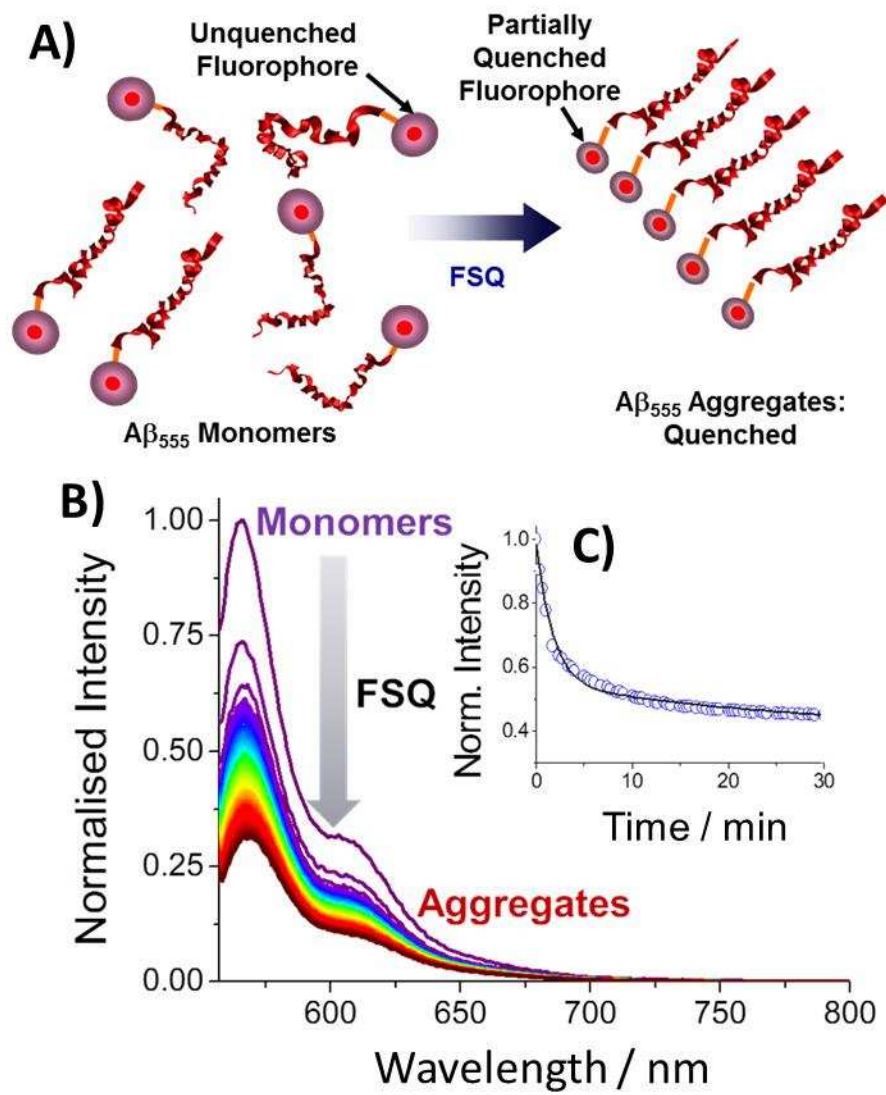 A)
Unquenched
Fluorophore
Partially
Quenched
Fluorophore
FSQ
Aβ₅₅₅ Monomers
Aβ₅₅₅ Aggregates:
Quenched
B)
Monomers
FSQ
Aggregates
Normalised Intensity
1.00
0.75
0.50
0.25
0.00
600
650
700
750
800
Wavelength / nm
C)
Norm. Intensity
1.0
0.8
0.6
0.4
0
10
20
30
Time / min